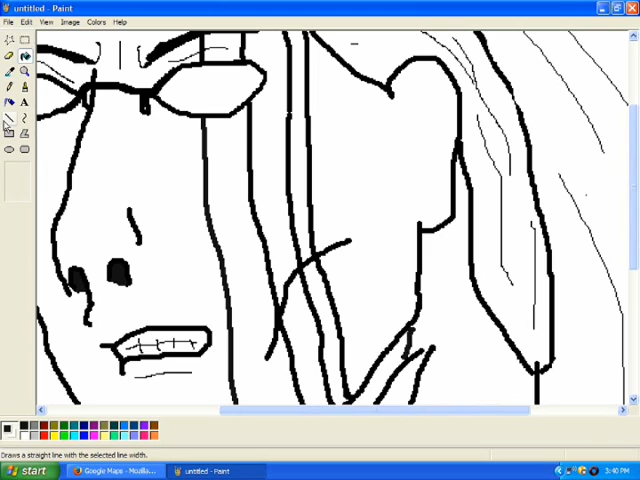 untitled - Paint
File Edit View Image Colors Help
Draws a straight line with the selected line width.
start
Google Maps - Mozilla...
untitled - Paint
3:40 PM